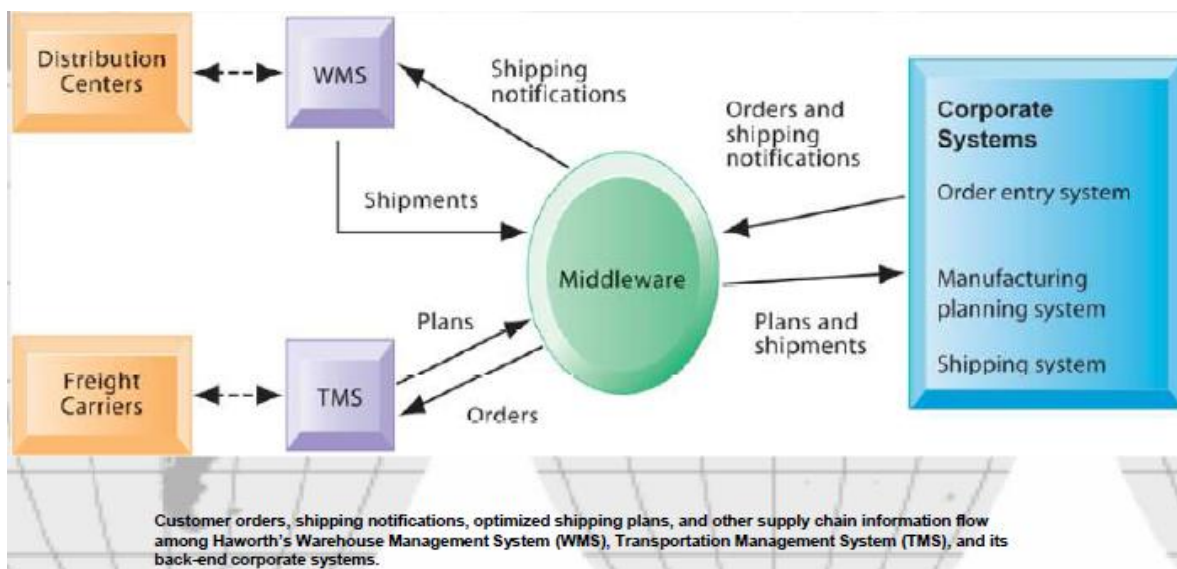 Distribution
Centers
WMS
Shipping
notifications
Orders and
shipping
notifications
Corporate
Systems
Order entry system
Manufacturing
planning system
Shipping system
Shipments
Middleware
Plans
Plans and
shipments
Freight
Carriers
TMS
Orders
Customer orders, shipping notifications, optimized shipping plans, and other supply chain information flow
among Haworth's Warehouse Management System (WMS), Transportation Management System (TMS), and its
back-end corporate systems.